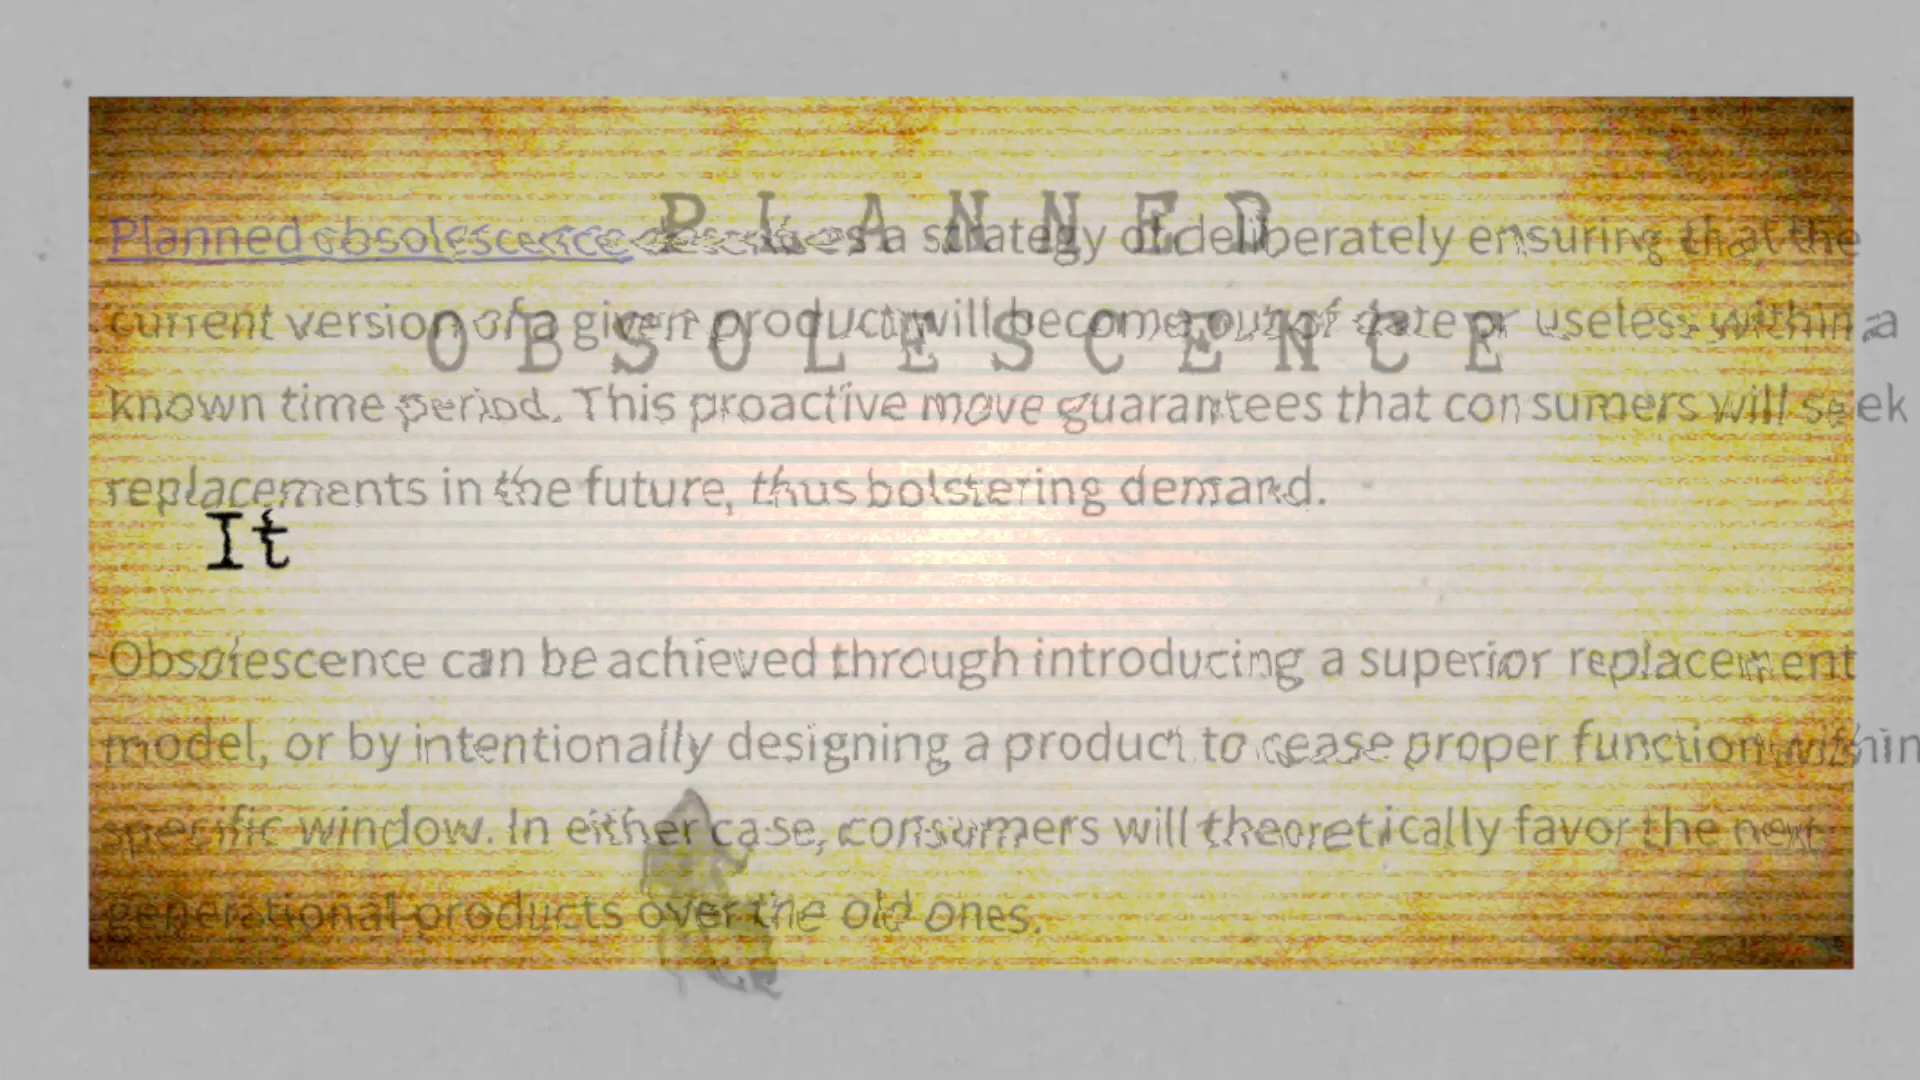 PLANNED
Planned obsolescence describes a strategy of deliberately ensuring that the
OBSOLESCENCE
current version of a given product will become out of date or useless within a
known time period. This proactive move guarantees that consumers will seek
replacements in the future, thus bolstering demand.
It
Obsolescence can be achieved through introducing a superior replacement
model, or by intentionally designing a product to cease proper function within
specific window. In either case, consumers will theoretically favor the next
generational products over the old ones.